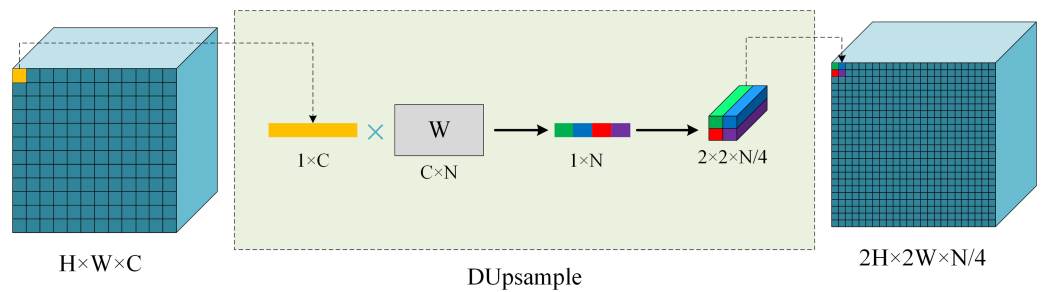 H×W×C
1×C
×
W
C×N
1×N
2×2×N/4
2H×2W×N/4
DUpsample